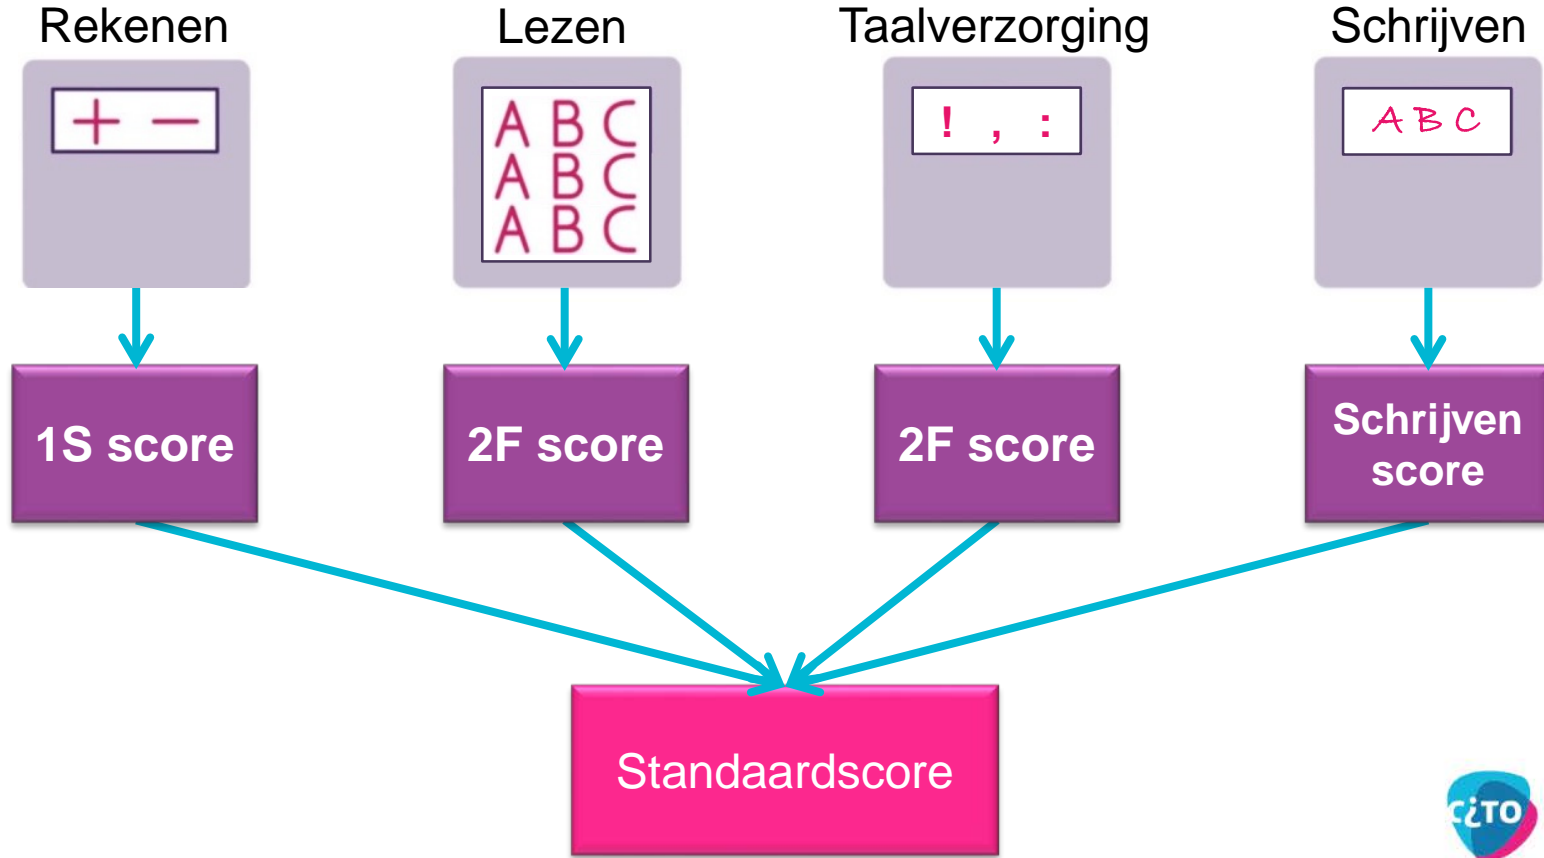 Rekenen
Lezen
Taalverzorging
Schrijven
+ −
A B C
A B C
A B C
! , :
A B C
1S score
2F score
2F score
Schrijven
score
Standaardscore
CiTO